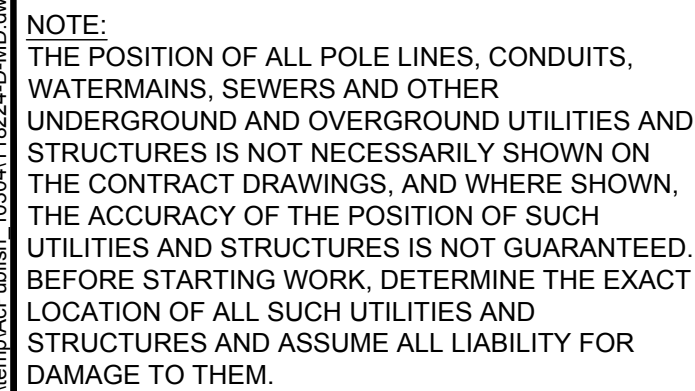 NOTE:
THE POSITION OF ALL POLE LINES, CONDUITS,
WATERMAINS, SEWERS AND OTHER
UNDERGROUND AND OVERGROUND UTILITIES AND
STRUCTURES IS NOT NECESSARILY SHOWN ON
THE CONTRACT DRAWINGS, AND WHERE SHOWN,
THE ACCURACY OF THE POSITION OF SUCH
UTILITIES AND STRUCTURES IS NOT GUARANTEED.
BEFORE STARTING WORK, DETERMINE THE EXACT
LOCATION OF ALL SUCH UTILITIES AND
STRUCTURES AND ASSUME ALL LIABILITY FOR
DAMAGE TO THEM.